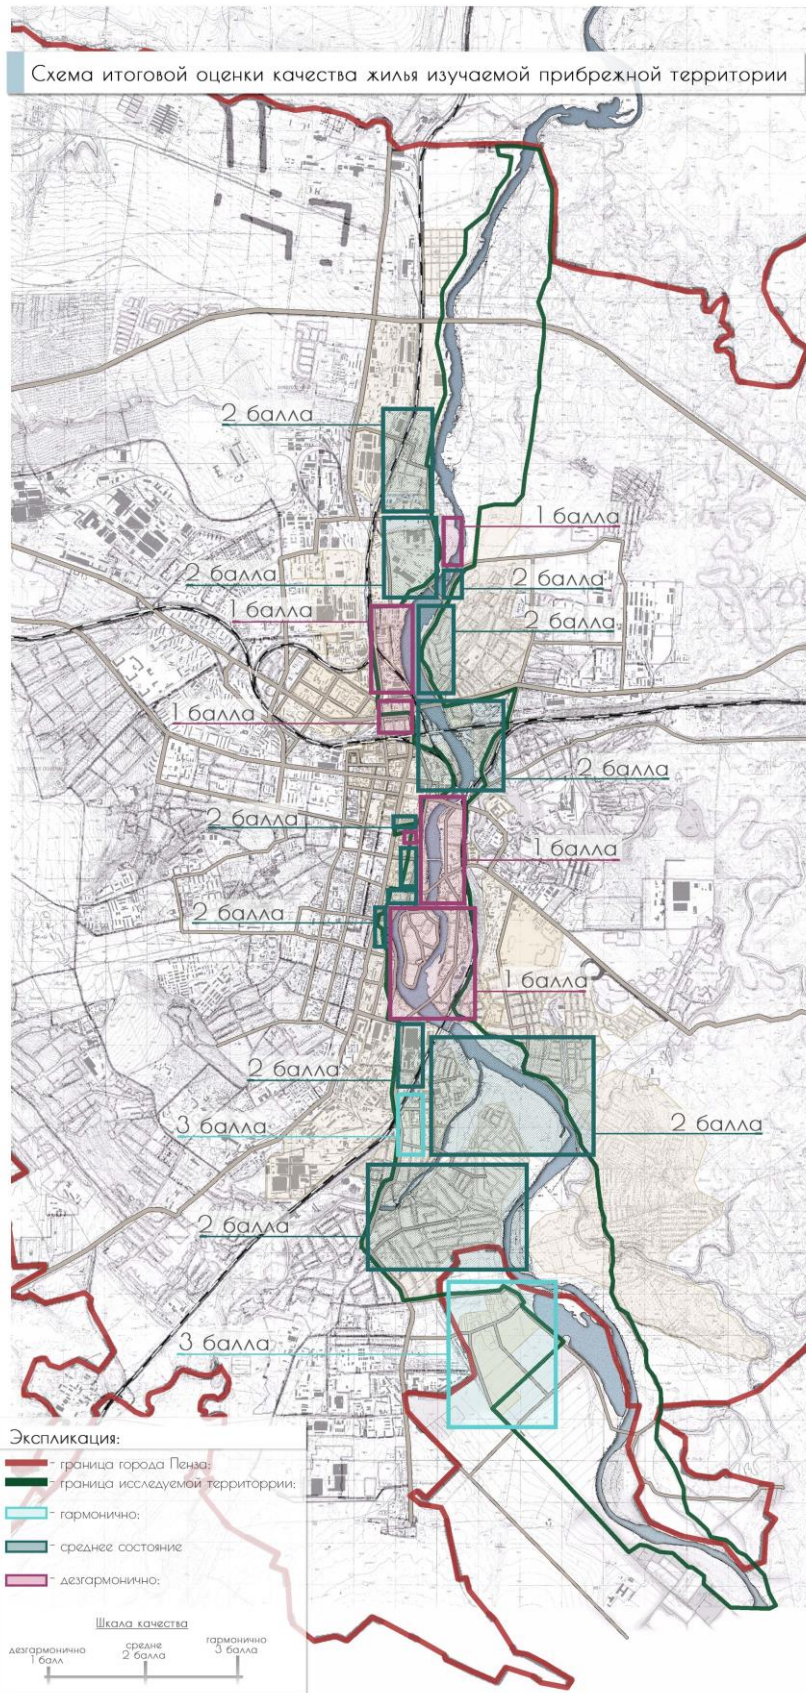 Схема итоговой оценки качества жилья изучаемой прибрежной территории
2 балла
1 балла
2 балла
2 балла
1 балла
2 балла
1 балла
2 балла
2 балла
1 балла
2 балла
1 балла
2 балла
3 балла
2 балла
2 балла
3 балла
Экспликация:
- граница города Пенза;
- граница исследуемой территоррии;
- гармонично;
- среднее состояние
- дезгармонично;
Шкала качества
дезгармонично
1 балл
средне
2 балла
гармонично
3 балла